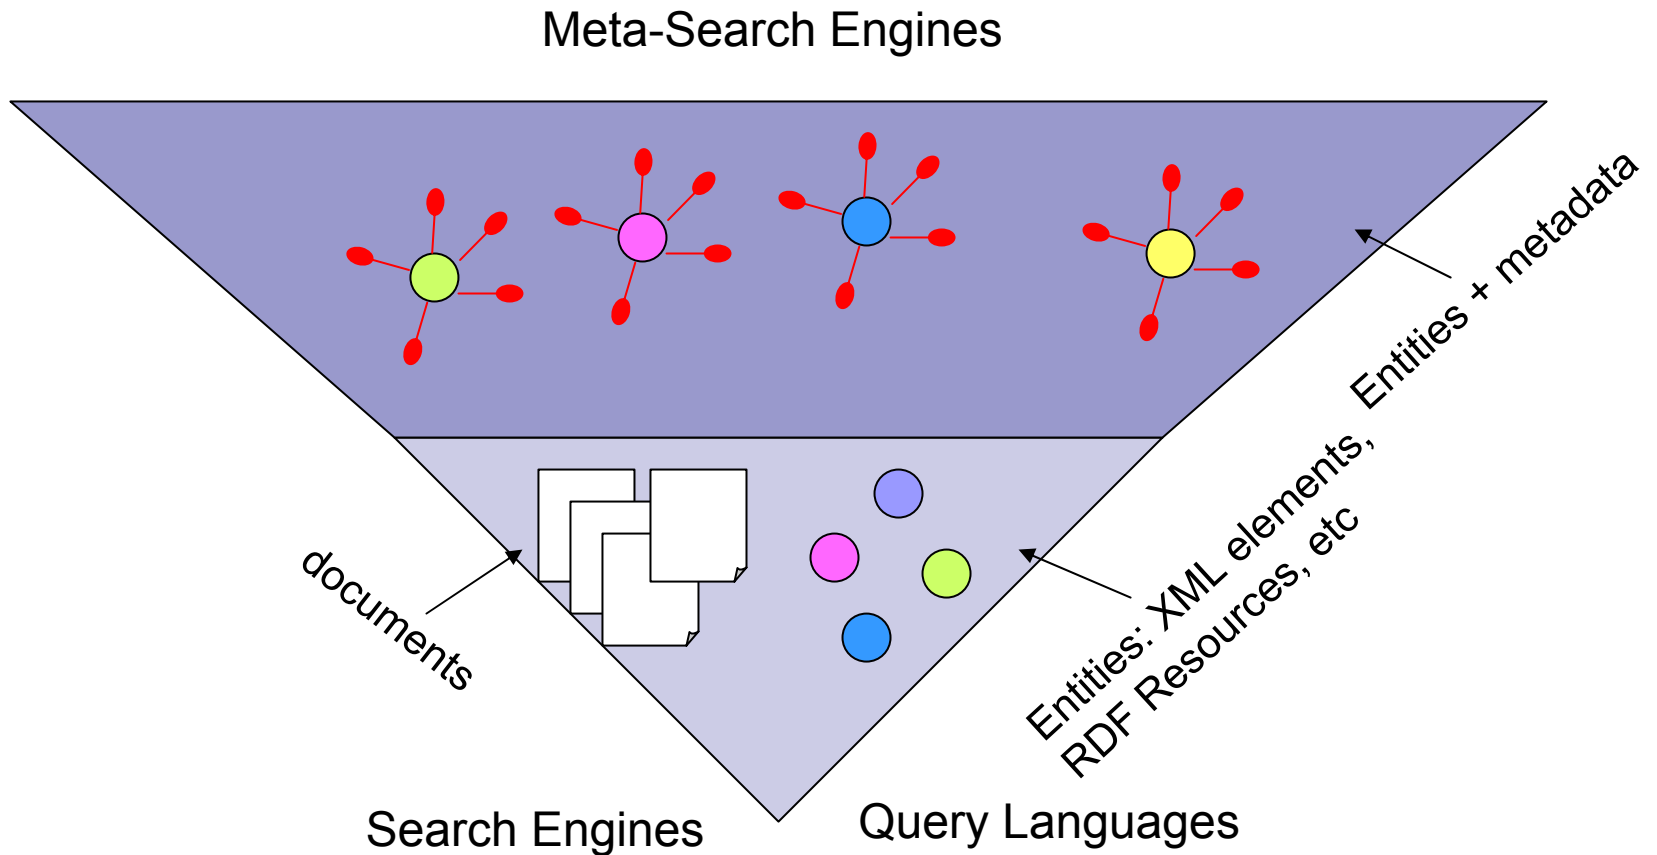 Meta-Search Engines
Entities + metadata
documents
Entities: XML elements,
RDF Resources, etc
Search Engines
Query Languages